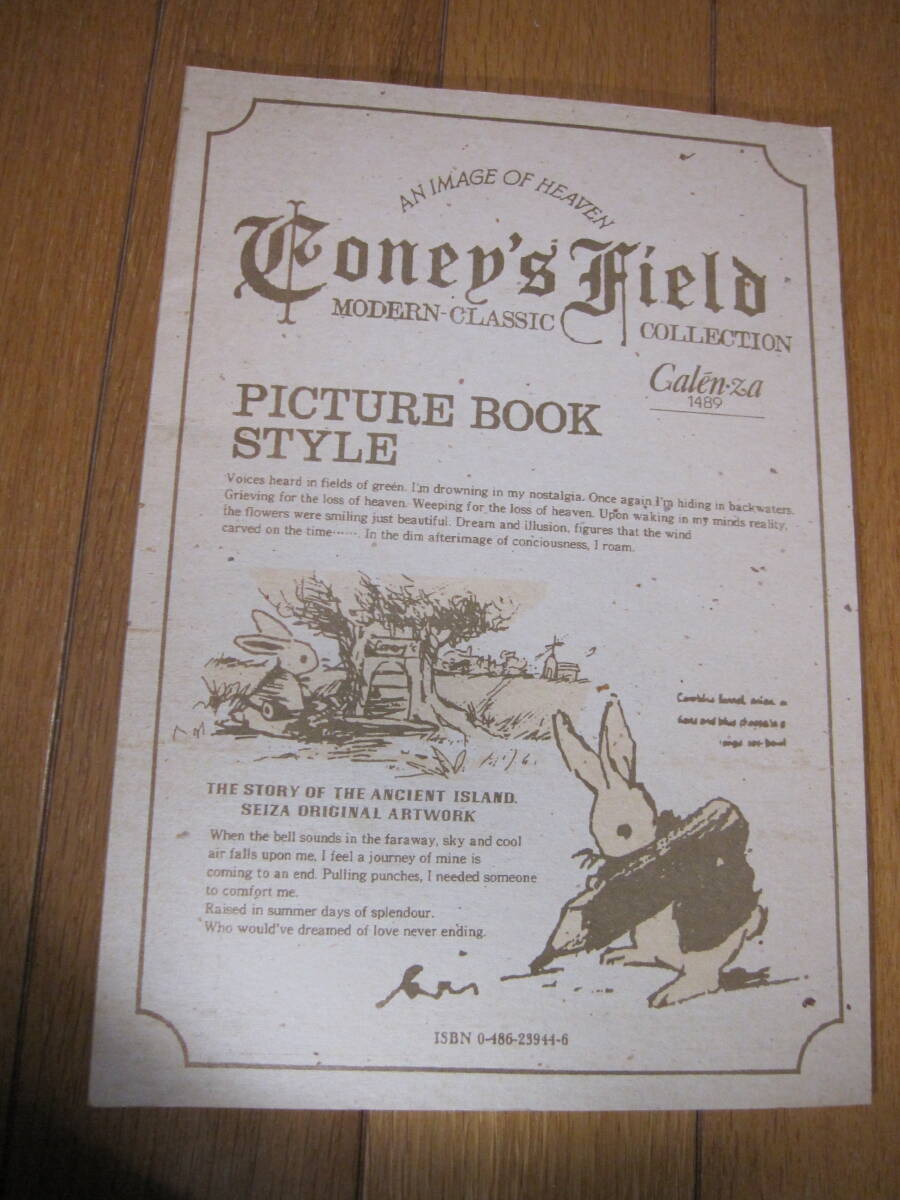 AN IMAGE OF HEAVEN
Coney's Field
MODERN-CLASSIC COLLECTION
Galén·za
1489
PICTURE BOOK
STYLE
Voices heard in fields of green. I'm drowning in my nostalgia. Once again I'm hiding in backwaters.
Grieving for the loss of heaven. Weeping for the loss of heaven. Upon waking in my minds reality,
the flowers were smiling just beautiful. Dream and illusion, figures that the wind
carved on the time...... In the dim afterimage of conciousness, I roam.
THE STORY OF THE ANCIENT ISLAND.
SEIZA ORIGINAL ARTWORK
When the bell sounds in the faraway, sky and cool
air falls upon me, I feel a journey of mine is
coming to an end. Pulling punches, I needed someone
to comfort me.
Raised in summer days of splendour.
Who would've dreamed of love never ending.
ISBN 0-486-23944-6